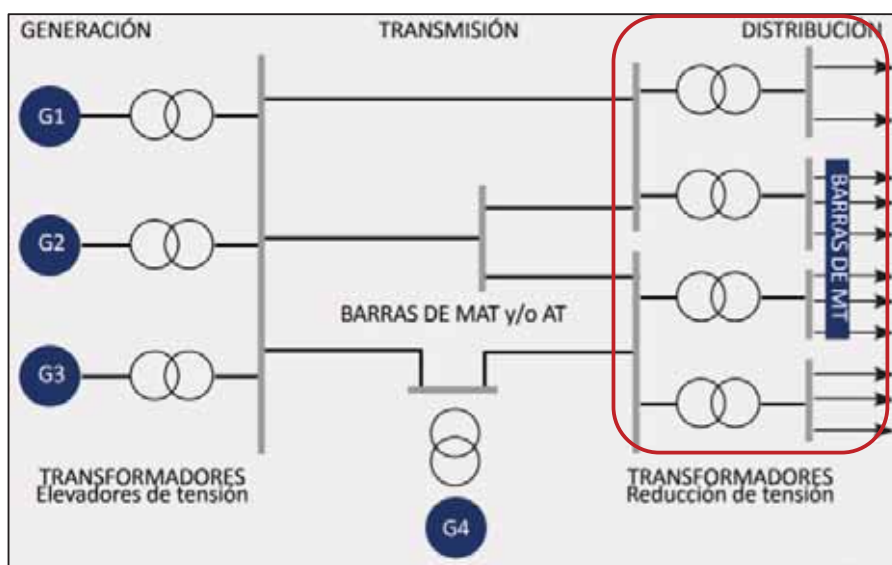 GENERACIÓN
TRANSMISIÓN
DISTRIBUCIÓN
G1
G2
G3
BARRAS DE MT
BARRAS DE MAT y/o AT
TRANSFORMADORES
Elevadores de tensión
G4
TRANSFORMADORES
Reducción de tensión